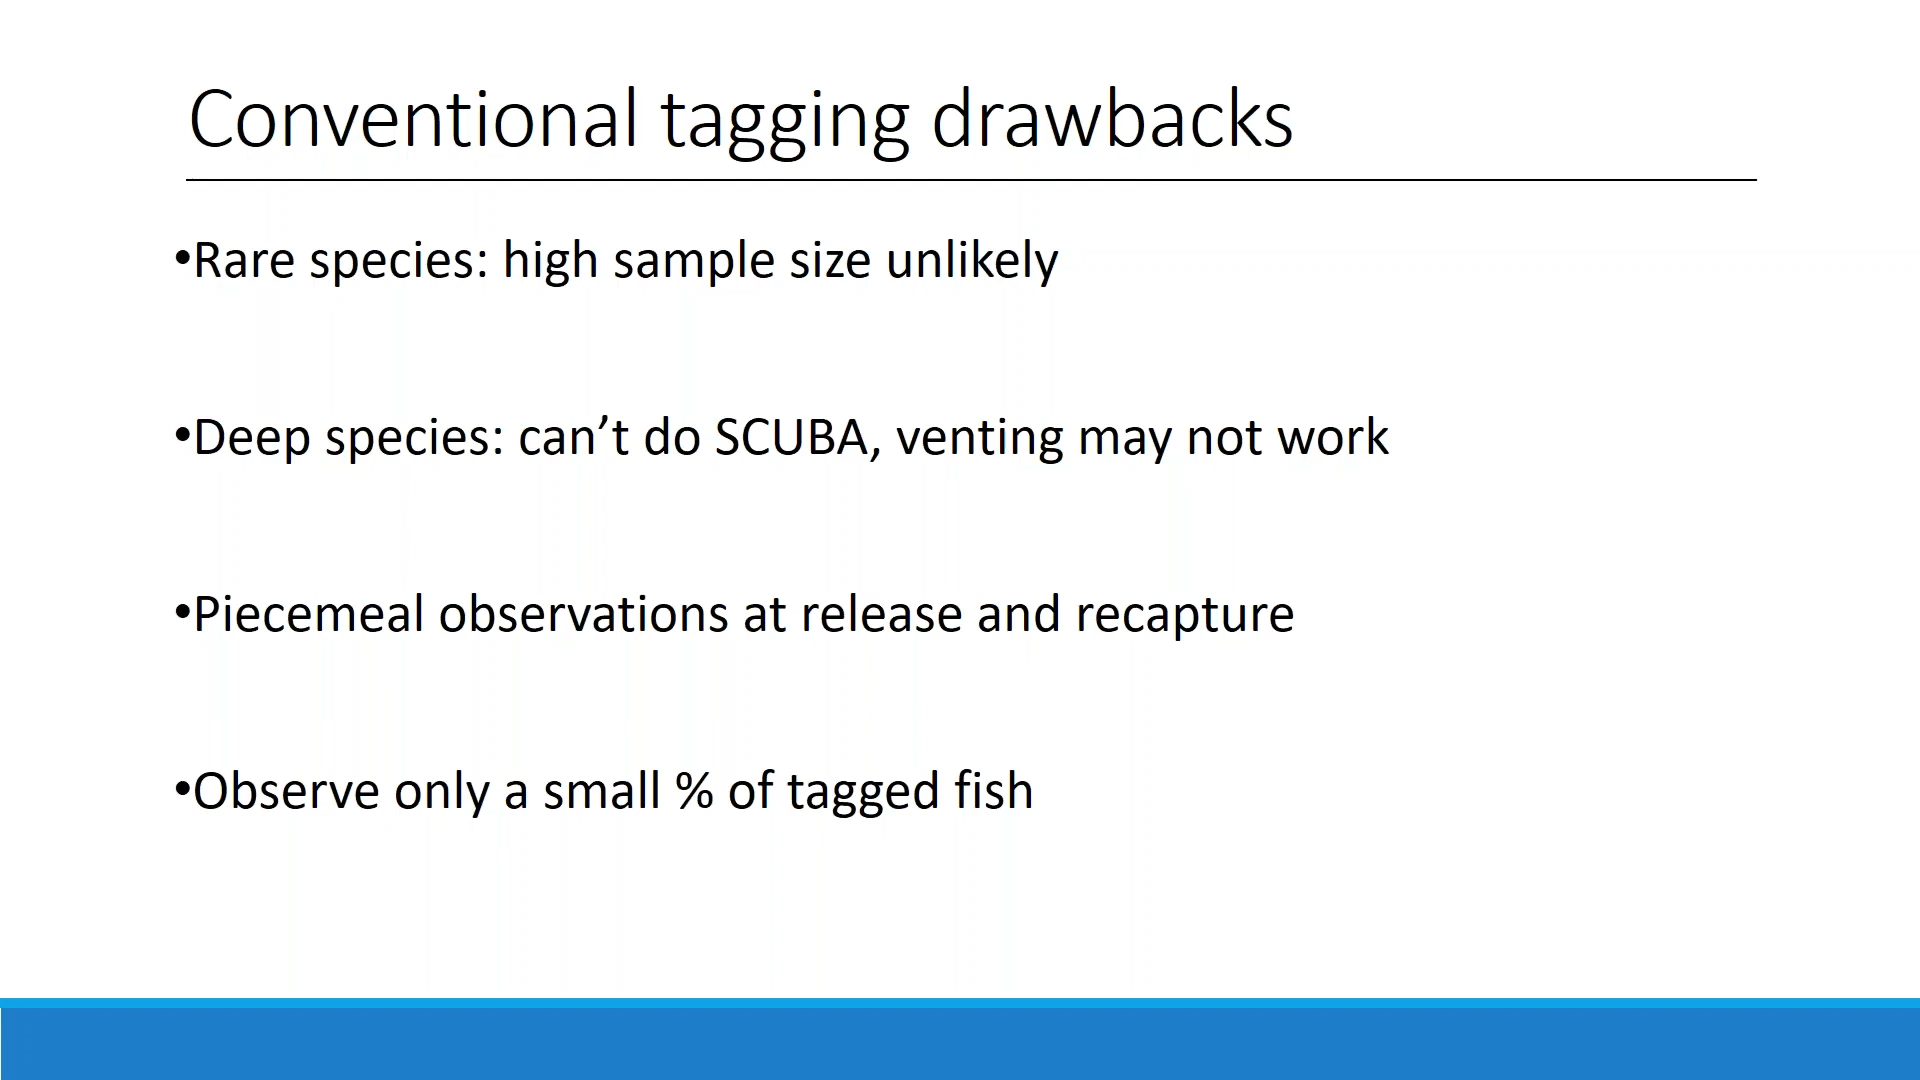 Conventional tagging drawbacks
•Rare species: high sample size unlikely
•Deep species: can’t do SCUBA, venting may not work
•Piecemeal observations at release and recapture
•Observe only a small % of tagged fish